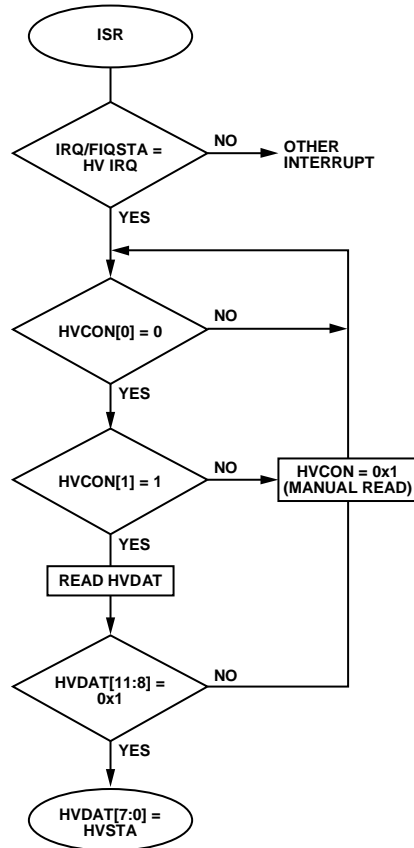 ISR
IRQ/FIQSTA =
HV IRQ
NO
OTHER
INTERRUPT
YES
HVCON[0] = 0
NO
YES
HVCON[1] = 1
NO
HVCON = 0x1
(MANUAL READ)
YES
READ HVDAT
HVDAT[11:8] =
0x1
NO
YES
HVDAT[7:0] =
HVSTA